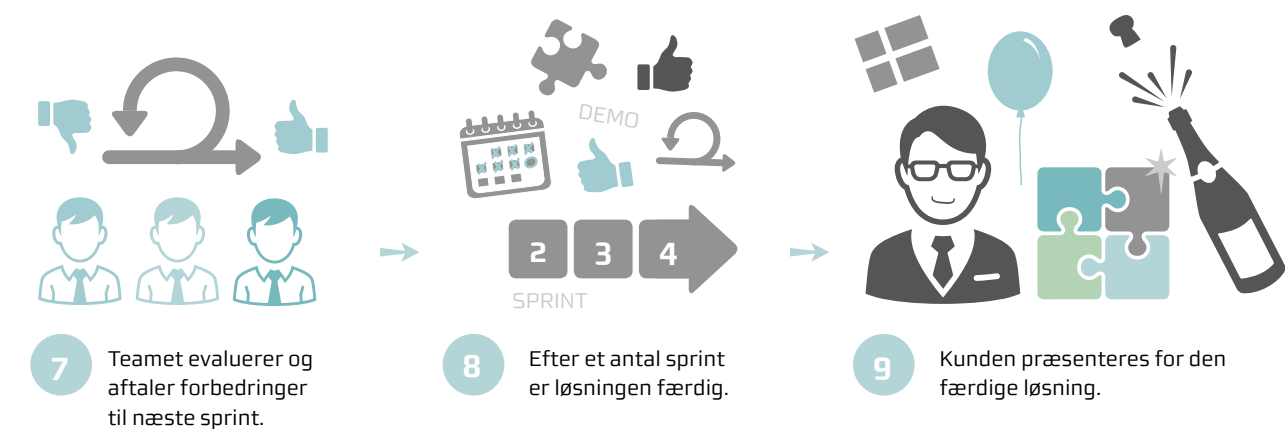 DEMO
2 3 4
SPRINT
7
Teamet evaluerer og
aftaler forbedringer
til næste sprint.
8
Efter et antal sprint
er løsningen færdig.
9
Kunden præsenteres for den
færdige løsning.